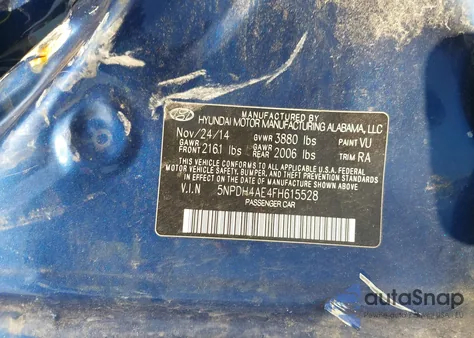 MANUFACTURED BY
HYUNDAI MOTOR MANUFACTURING ALABAMA, LLC
Nov/24/14 GVWR 3880 lbs PAINT VU
GAWR FRONT 2161 lbs GAWR REAR 2006 lbs TRIM RA
THIS VEHICLE CONFORMS TO ALL APPLICABLE U.S.A. FEDERAL
MOTOR VEHICLE SAFETY, BUMPER, AND THEFT PREVENTION
STANDARDS IN EFFECT ON THE DATE OF MANUFACTURE SHOWN ABOVE.
V.I.N 5NPDH4AE4FH615528
PASSENGER CAR
autoSnap